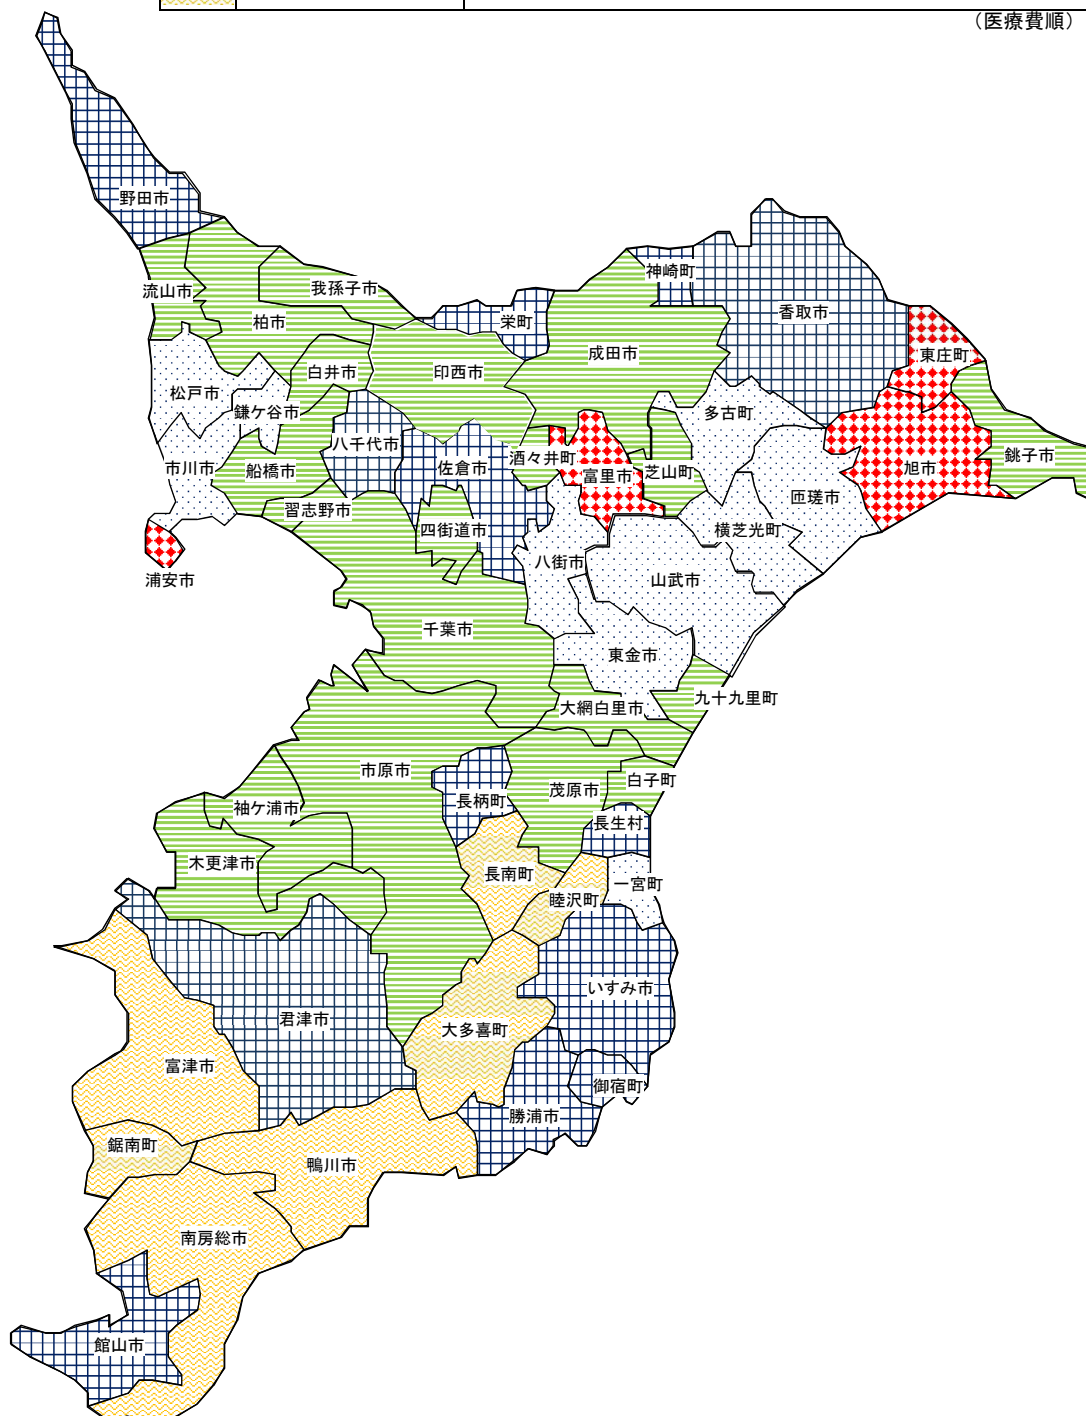 （医療費順）
野田市
流山市
我孫子市
柏市
栄町
神崎町
香取市
東庄町
成田市
白井市
印西市
松戸市
鎌ケ谷市
多古町
八千代市
市川市
船橋市
佐倉市
酒々井町
富里市
芝山町
旭市
銚子市
匝瑳市
習志野市
四街道市
横芝光町
浦安市
八街市
山武市
千葉市
東金市
九十九里町
大網白里市
市原市
茂原市
白子町
袖ケ浦市
長柄町
長生村
木更津市
長南町
一宮町
睦沢町
いすみ市
君津市
大多喜町
富津市
御宿町
勝浦市
鋸南町
鴨川市
南房総市
館山市